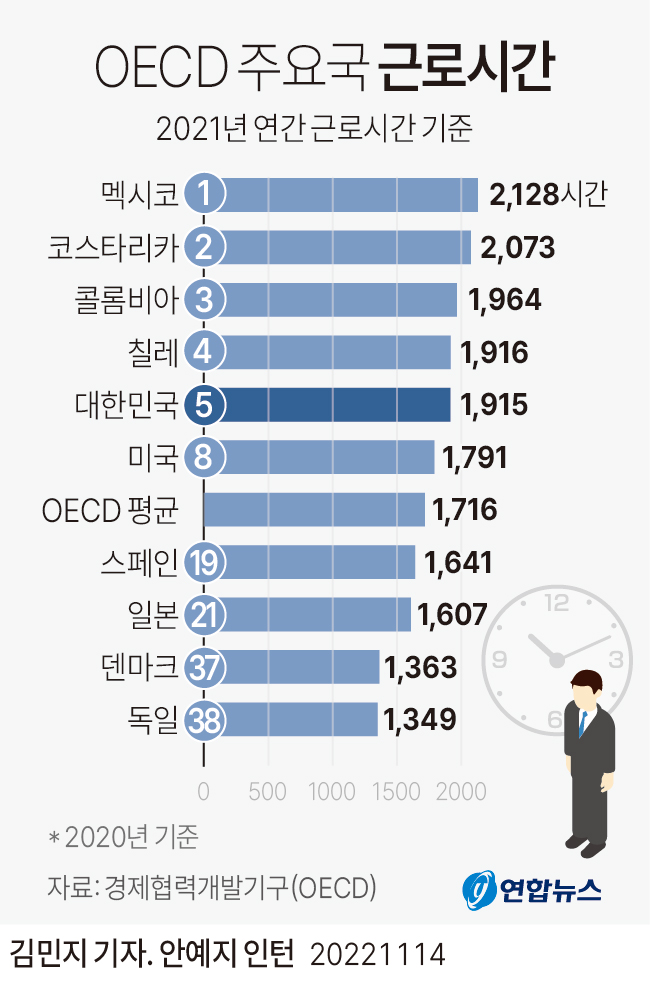 OECD 주요국 근로시간
2021년 연간 근로시간 기준
멕시코 1 2,128시간
코스타리카 2 2,073
콜롬비아 3 1,964
칠레 4 1,916
대한민국 5 1,915
미국 8 1,791
OECD 평균 1,716
스페인 19 1,641
일본 21 1,607
덴마크 37 1,363
독일 38 1,349
12
9 3
6
0 500 1000 1500 2000
*2020년 기준
자료: 경제협력개발기구(OECD)
y 연합뉴스
김민지 기자. 안예지 인턴 20221114